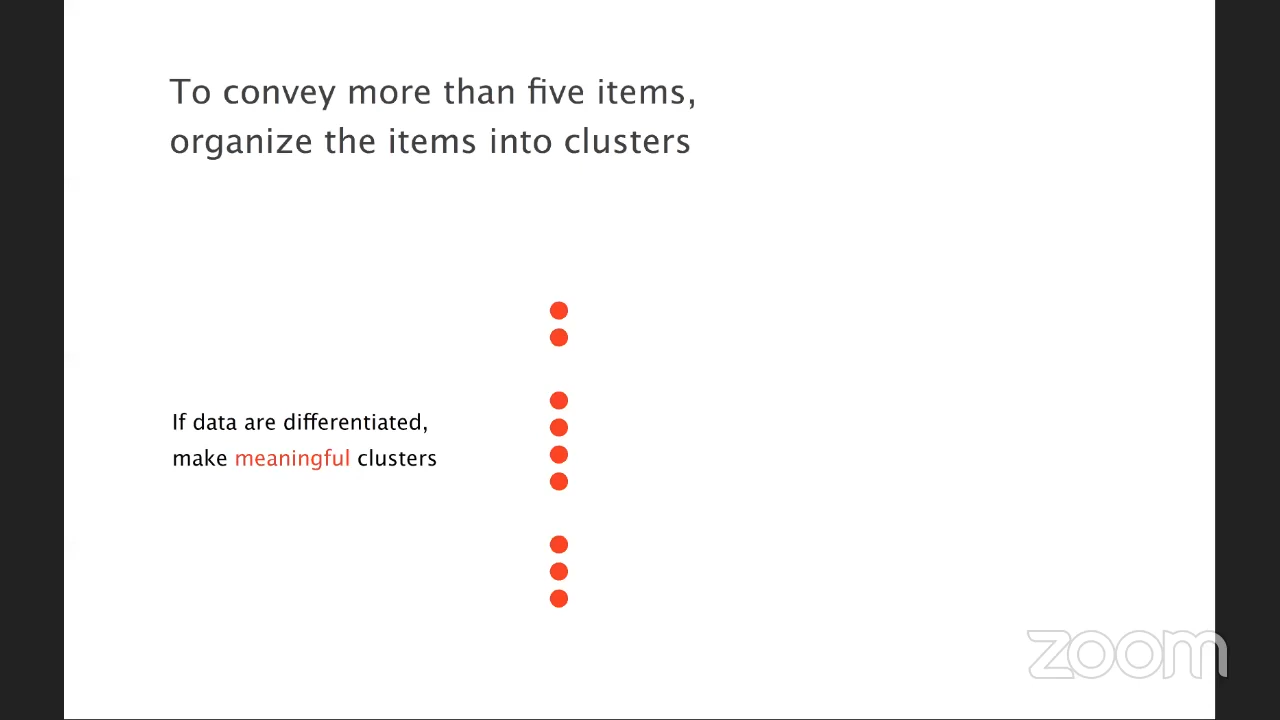 To convey more than five items,
organize the items into clusters
If data are differentiated,
make meaningful clusters
zoom